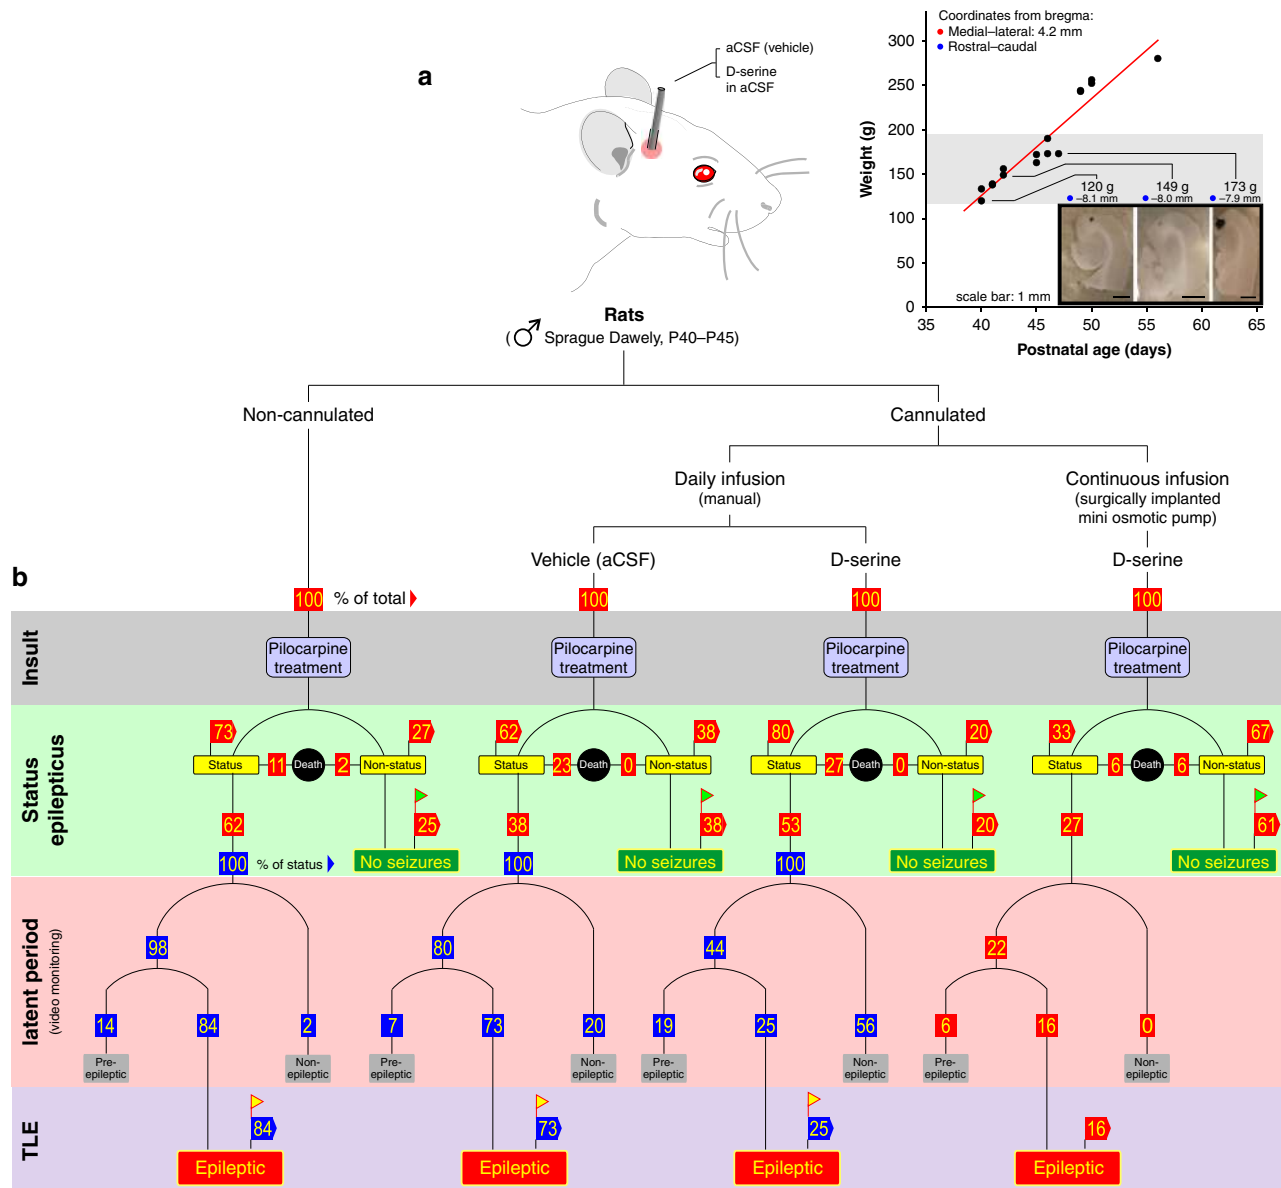 a
aCSF (vehicle)
D-serine
in aCSF
Coordinates from bregma:
Medial–lateral: 4.2 mm
Rostral–caudal
Weight (g)
300
250
200
150
100
50
0
120 g
–8.1 mm
149 g
–8.0 mm
173 g
–7.9 mm
scale bar: 1 mm
35 40 45 50 55 60 65
Postnatal age (days)
Rats
(♂ Sprague Dawely, P40–P45)
Non-cannulated
Cannulated
Daily infusion
(manual)
Continuous infusion
(surgically implanted
mini osmotic pump)
Vehicle (aCSF)
D-serine
D-serine
b
100 % of total 100 100 100
Insult
Pilocarpine
treatment
Pilocarpine
treatment
Pilocarpine
treatment
Pilocarpine
treatment
Status
epilepticus
73 27 62 38 80 20 33 67
Status 11 Death 2 Non-status
Status 23 Death 0 Non-status
Status 27 Death 0 Non-status
Status 6 Death 6 Non-status
62 25 38 38 53 20 27 61
100 % of status No seizures 100 No seizures 100 No seizures No seizures
latent period
(video monitoring)
98 80 44 22
14 84 2 7 73 20 19 25 56 6 16 0
Pre-
epileptic
Non-
epileptic
Pre-
epileptic
Non-
epileptic
Pre-
epileptic
Non-
epileptic
Pre-
epileptic
Non-
epileptic
TLE
84 73 25 16
Epileptic Epileptic Epileptic Epileptic